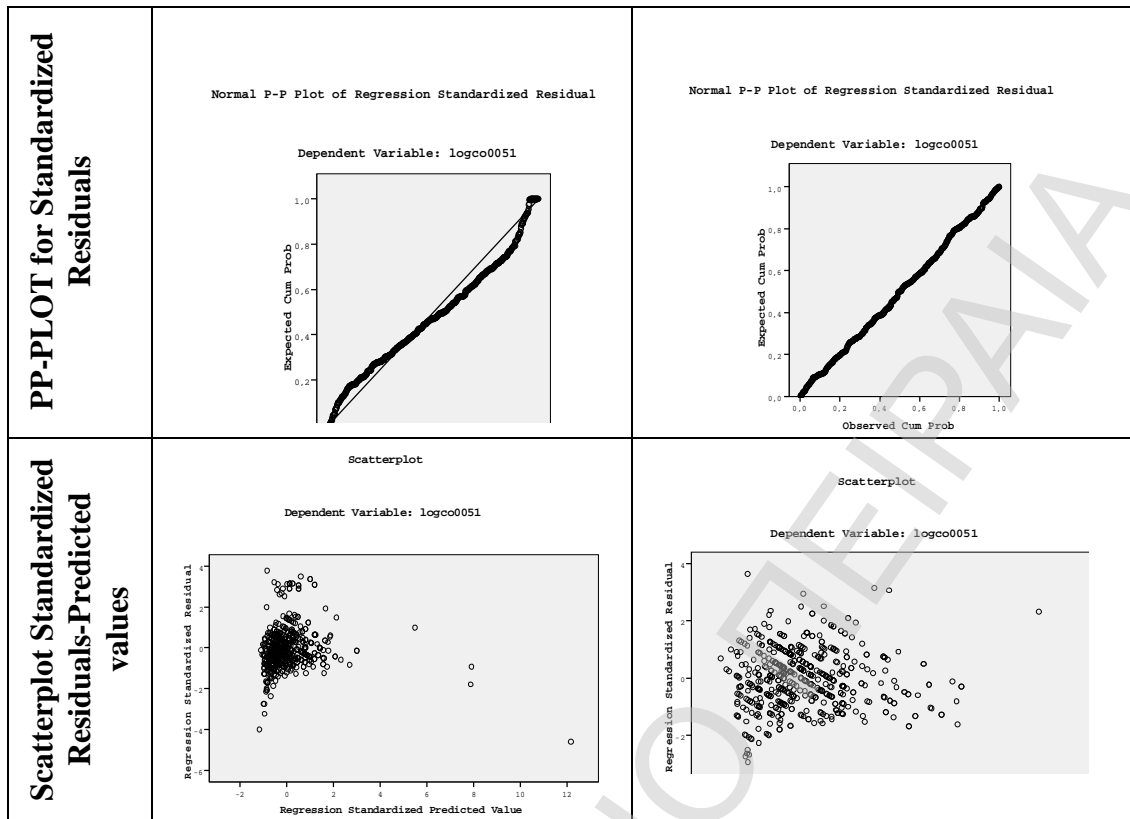 PP-PLOT for Standardized
Residuals
Normal P-P Plot of Regression Standardized Residual
Dependent Variable: logco0051
Expected Cum Prob
1,0
0,8
0,6
0,4
0,2
Normal P-P Plot of Regression Standardized Residual
Dependent Variable: logco0051
Expected Cum Prob
1,0
0,8
0,6
0,4
0,2
0,0
0,0 0,2 0,4 0,6 0,8 1,0
Observed Cum Prob
Scatterplot Standardized
Residuals-Predicted
values
Scatterplot
Dependent Variable: logco0051
Regression Standardized Residual
4
2
0
-2
-4
-6
-2 0 2 4 6 8 10 12
Regression Standardized Predicted Value
Scatterplot
Dependent Variable: logco0051
Regression Standardized Residual
4
2
0
-2
ΠΕΙΡΑΙΑ